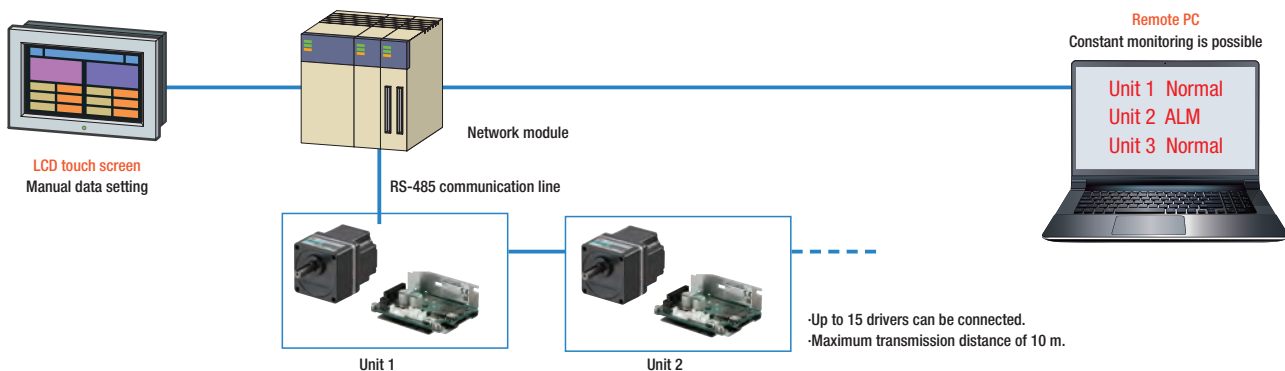 Remote PC
Constant monitoring is possible
Unit 1 Normal
Unit 2 ALM
Unit 3 Normal
Network module
LCD touch screen
Manual data setting
RS-485 communication line
·Up to 15 drivers can be connected.
·Maximum transmission distance of 10 m.
Unit 1
Unit 2